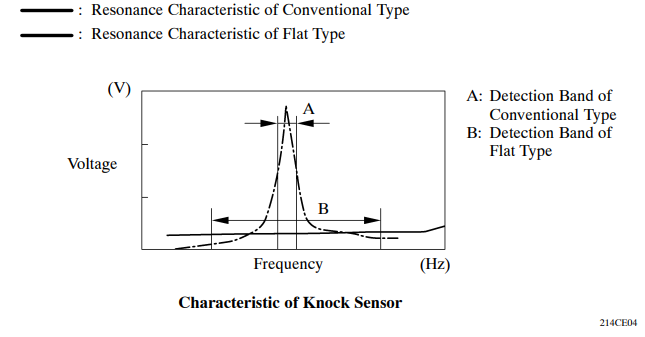 : Resonance Characteristic of Conventional Type
: Resonance Characteristic of Flat Type
(V)
A
A: Detection Band of
Conventional Type
B: Detection Band of
Flat Type
Voltage
B
Frequency
(Hz)
Characteristic of Knock Sensor
214CE04